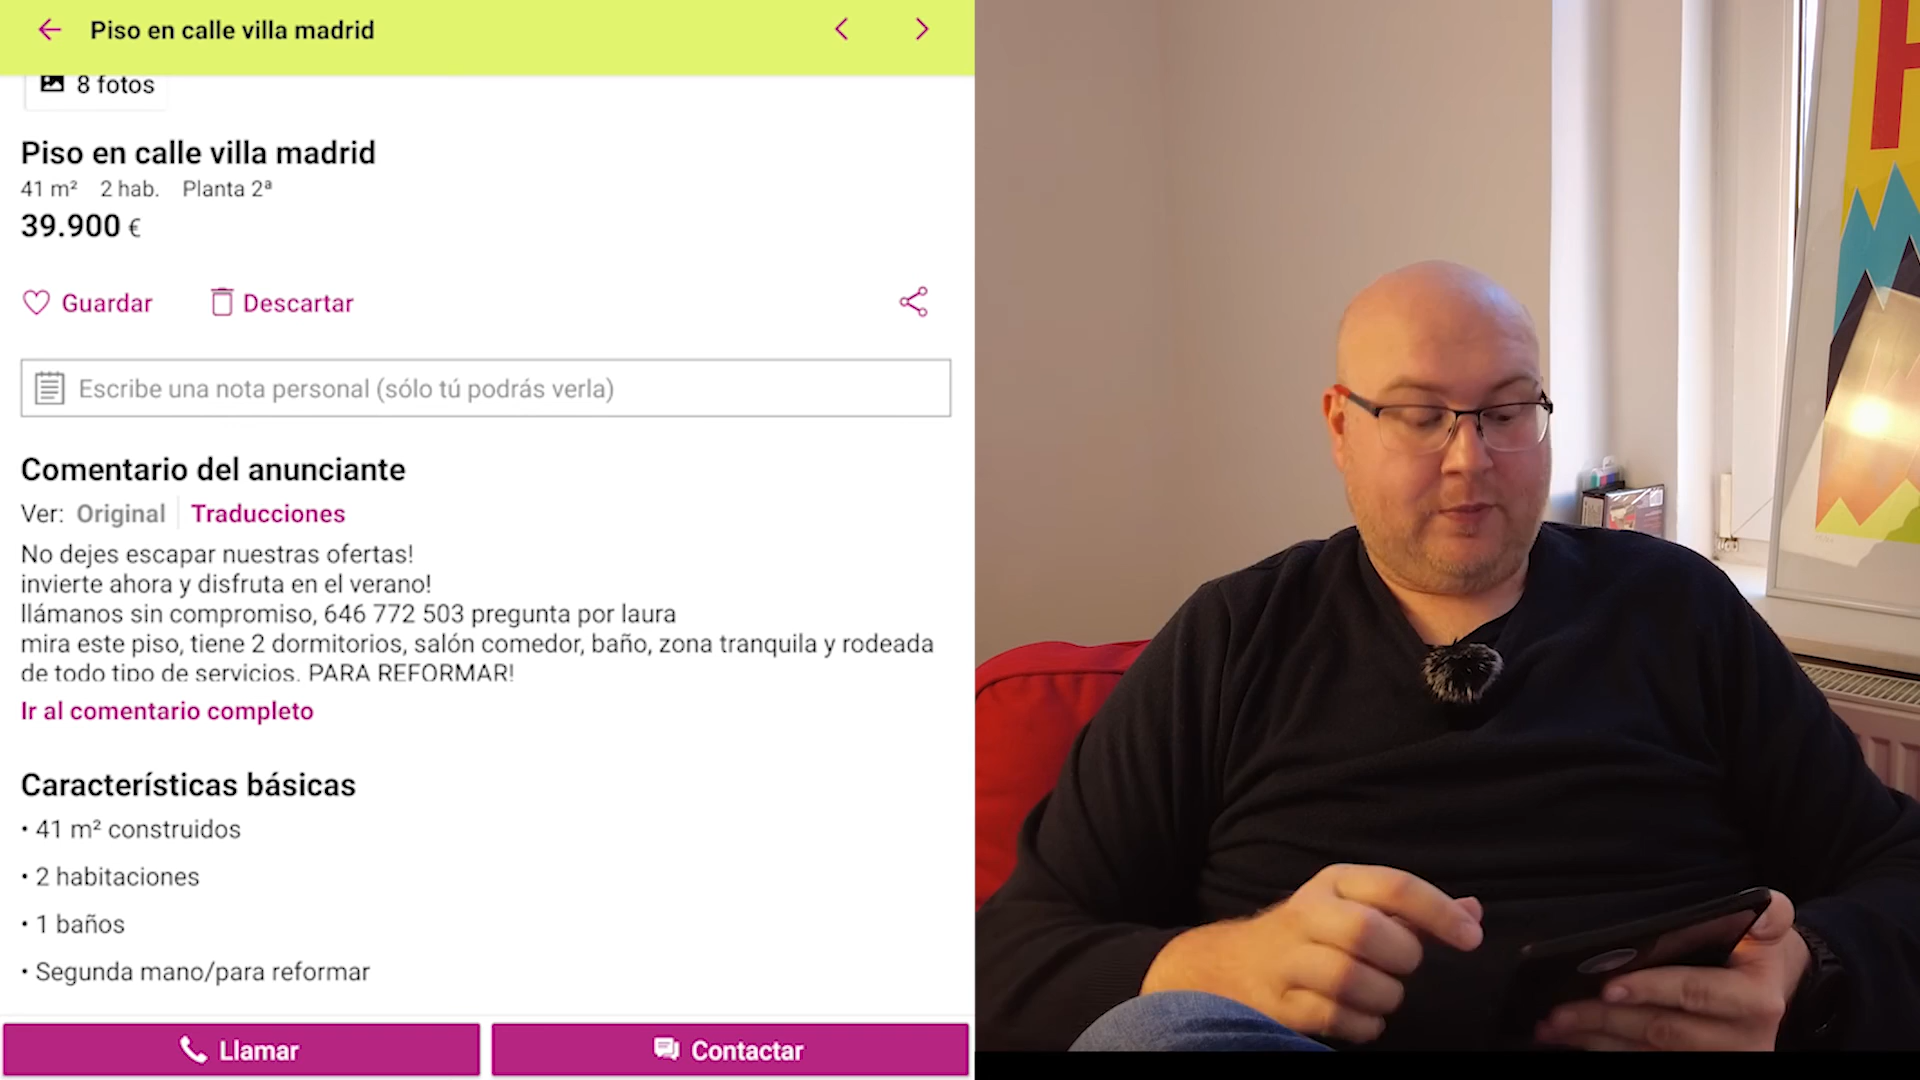 Piso en calle villa madrid
8 fotos
Piso en calle villa madrid
41 m² 2 hab. Planta 2ª
39.900 €
Guardar Descartar
Escribe una nota personal (sólo tú podrás verla)
Comentario del anunciante
Ver: Original Traducciones
No dejes escapar nuestras ofertas!
invierte ahora y disfruta en el verano!
llámanos sin compromiso, 646 772 503 pregunta por laura
mira este piso, tiene 2 dormitorios, salón comedor, baño, zona tranquila y rodeada
de todo tipo de servicios. PARA REFORMAR!
Ir al comentario completo
Características básicas
• 41 m² construidos
• 2 habitaciones
• 1 baños
• Segunda mano/para reformar
Llamar
Contactar